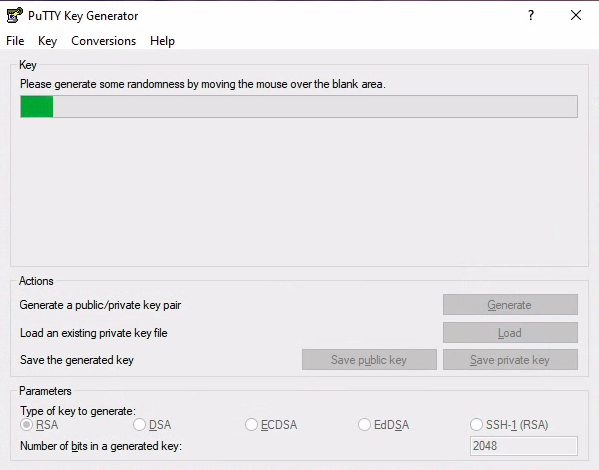 PuTTY Key Generator
?
File Key Conversions Help
Key
Please generate some randomness by moving the mouse over the blank area.
Actions
Generate a public/private key pair
Generate
Load an existing private key file
Load
Save the generated key
Save public key
Save private key
Parameters
Type of key to generate:
RSA DSA ECDSA EdDSA SSH-1 (RSA)
Number of bits in a generated key:
2048